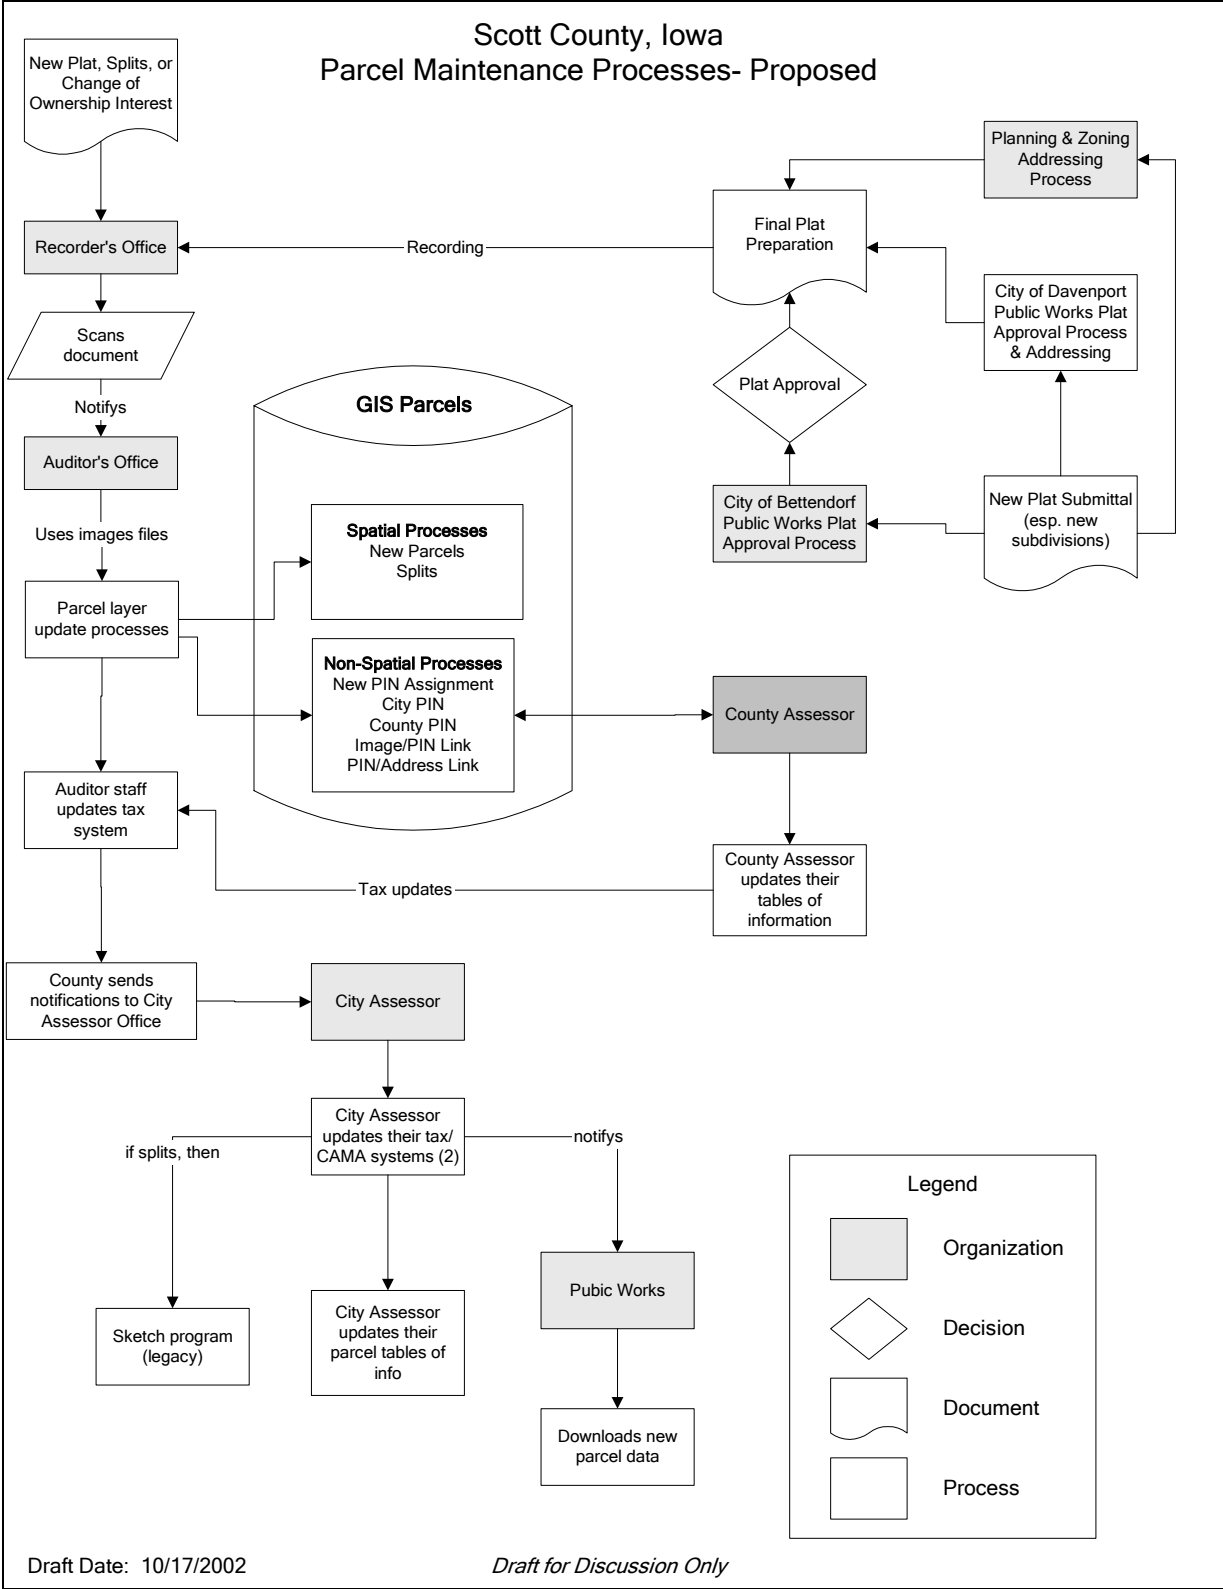 Scott County, Iowa
Parcel Maintenance Processes- Proposed
New Plat, Splits, or
Change of
Ownership Interest
Planning & Zoning
Addressing
Process
Final Plat
Preparation
Recorder's Office
Recording
City of Davenport
Public Works Plat
Approval Process
& Addressing
Scans
document
Plat Approval
Notifys
GIS Parcels
Auditor's Office
City of Bettendorf
Public Works Plat
Approval Process
New Plat Submittal
(esp. new
subdivisions)
Uses images files
Spatial Processes
New Parcels
Splits
Parcel layer
update processes
Non-Spatial Processes
New PIN Assignment
City PIN
County PIN
Image/PIN Link
PIN/Address Link
County Assessor
Auditor staff
updates tax
system
County Assessor
updates their
tables of
information
Tax updates
County sends
notifications to City
Assessor Office
City Assessor
City Assessor
updates their tax/
CAMA systems (2)
if splits, then
notifys
Sketch program
(legacy)
City Assessor
updates their
parcel tables of
info
Pubic Works
Downloads new
parcel data
Legend
Organization
Decision
Document
Process
Draft Date: 10/17/2002
Draft for Discussion Only